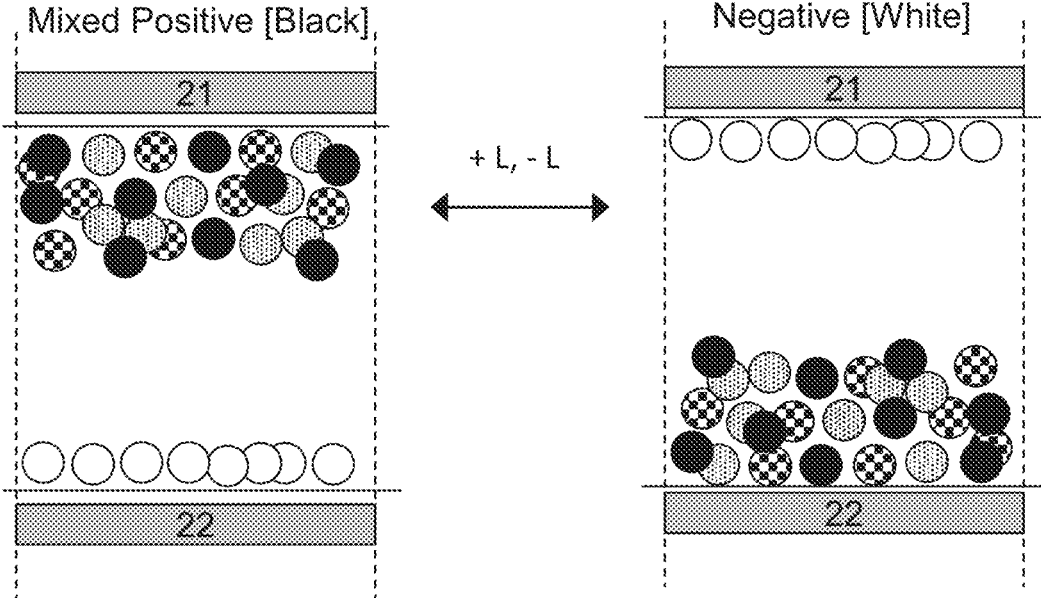 Mixed Positive [Black]
Negative [White]
21
21
+ L, - L
22
22